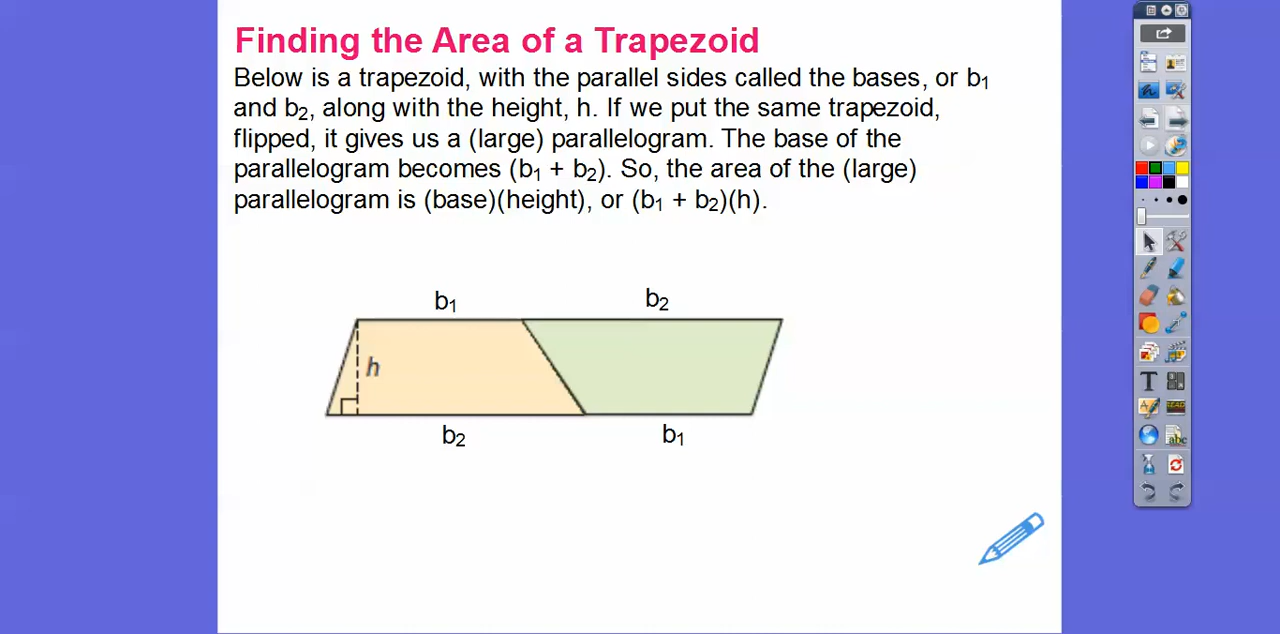 Finding the Area of a Trapezoid
Below is a trapezoid, with the parallel sides called the bases, or b₁
and b₂, along with the height, h. If we put the same trapezoid,
flipped, it gives us a (large) parallelogram. The base of the
parallelogram becomes (b₁ + b₂). So, the area of the (large)
parallelogram is (base)(height), or (b₁ + b₂)(h).
b₁ b₂
h
b₂ b₁
T
abc